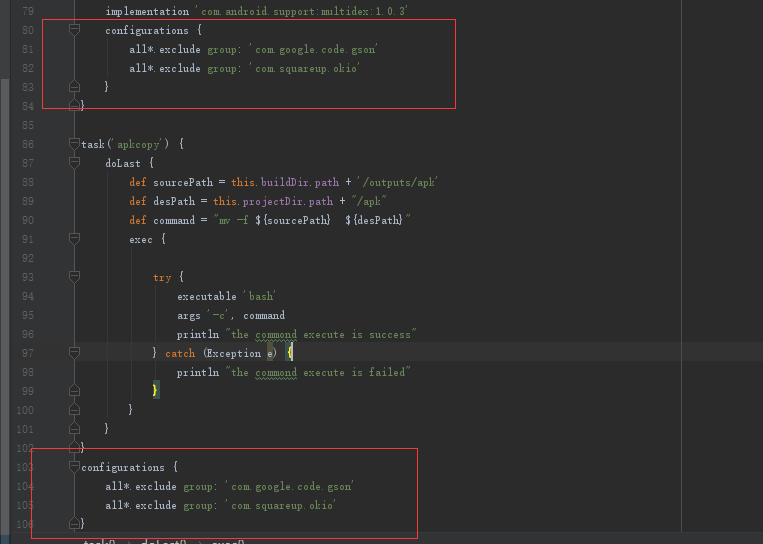 79 implementation 'com.android.support:multidex:1.0.3'
80 configurations {
81 all*.exclude group: 'com.google.code.gson'
82 all*.exclude group: 'com.squareup.okio'
83 }
84 }
85
86 task('apkcopy') {
87 doLast {
88 def sourcePath = this.buildDir.path + '/outputs/apk'
89 def desPath = this.projectDir.path + "/apk"
90 def command = "mv -f ${sourcePath}  ${desPath}"
91 exec {
92
93 try {
94 executable 'bash'
95 args '-c', command
96 println "the commond execute is success"
97 } catch (Exception e) {
98 println "the commond execute is failed"
99 }
100 }
101 }
102 }
103 configurations {
104 all*.exclude group: 'com.google.code.gson'
105 all*.exclude group: 'com.squareup.okio'
106 }